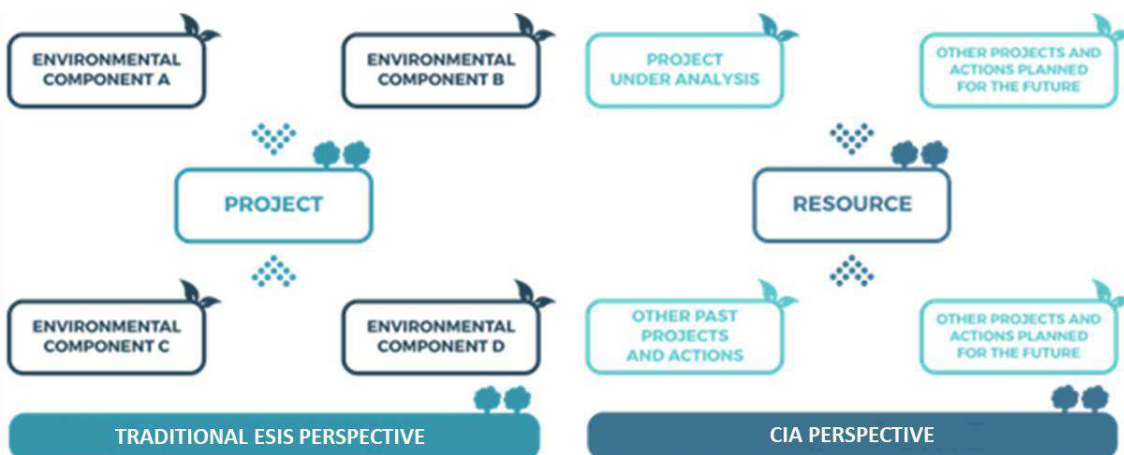 ENVIRONMENTAL
COMPONENT A
ENVIRONMENTAL
COMPONENT B
PROJECT
ENVIRONMENTAL
COMPONENT C
ENVIRONMENTAL
COMPONENT D
TRADITIONAL ESIS PERSPECTIVE
PROJECT
UNDER ANALYSIS
OTHER PROJECTS AND
ACTIONS PLANNED
FOR THE FUTURE
RESOURCE
OTHER PAST
PROJECTS
AND ACTIONS
OTHER PROJECTS AND
ACTIONS PLANNED
FOR THE FUTURE
CIA PERSPECTIVE